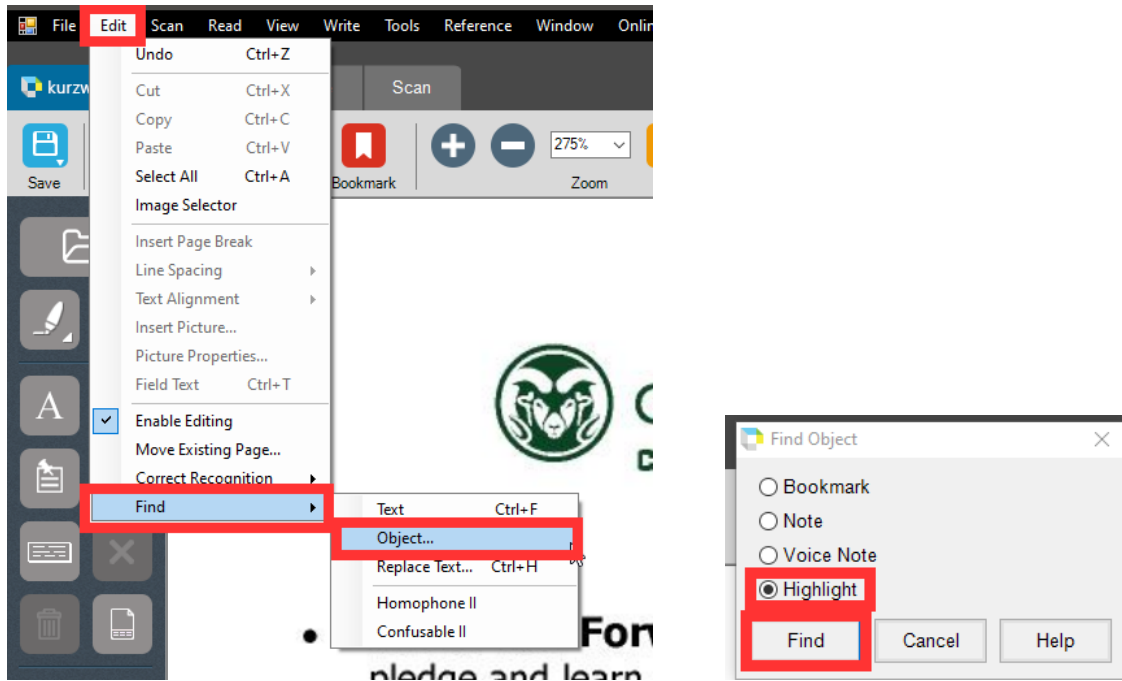 File Edit Scan Read View Write Tools Reference Window Onlin
kurzw Scan
Save Bookmark 275% Zoom
Undo Ctrl+Z
Cut Ctrl+X
Copy Ctrl+C
Paste Ctrl+V
Select All Ctrl+A
Image Selector
Insert Page Break
Line Spacing
Text Alignment
Insert Picture...
Picture Properties...
Field Text Ctrl+T
Enable Editing
Move Existing Page...
Correct Recognition
Find
A
Text Ctrl+F
Object...
Replace Text... Ctrl+H
Homophone II
Confusable II
• For
pledge and learn
Find Object
Bookmark
Note
Voice Note
Highlight
Find Cancel Help